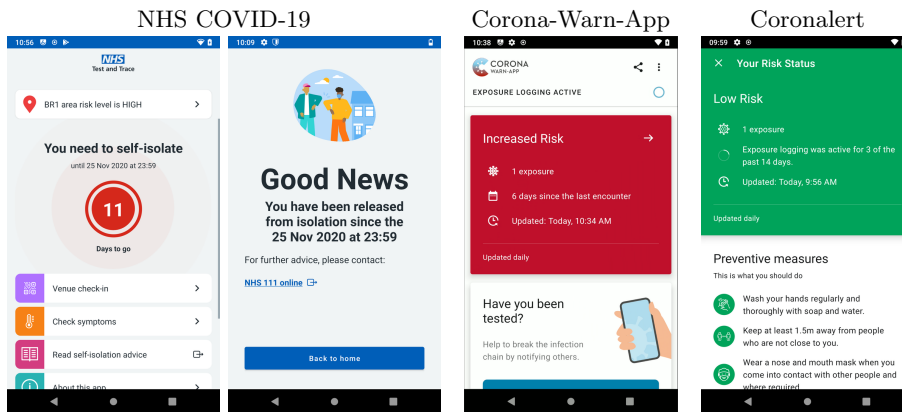 NHS COVID-19
Corona-Warn-App
Coronalert
10:56
NHS
Test and Trace
BR1 area risk level is HIGH
You need to self-isolate
until 25 Nov 2020 at 23:59
11
Days to go
Venue check-in
Check symptoms
Read self-isolation advice
About this app
10:09
Good News
You have been released
from isolation since the
25 Nov 2020 at 23:59
For further advice, please contact:
NHS 111 online
Back to home
10:38
CORONA
WARN-APP
EXPOSURE LOGGING ACTIVE
Increased Risk
1 exposure
6 days since the last encounter
Updated: Today, 10:34 AM
Updated daily
Have you been
tested?
Help to break the infection
chain by notifying others.
09:59
Your Risk Status
Low Risk
1 exposure
Exposure logging was active for 3 of the
past 14 days.
Updated: Today, 9:56 AM
Updated daily
Preventive measures
This is what you should do
Wash your hands regularly and
thoroughly with soap and water.
Keep at least 1.5m away from people
who are not close to you.
Wear a nose and mouth mask when you
come into contact with other people and
where required